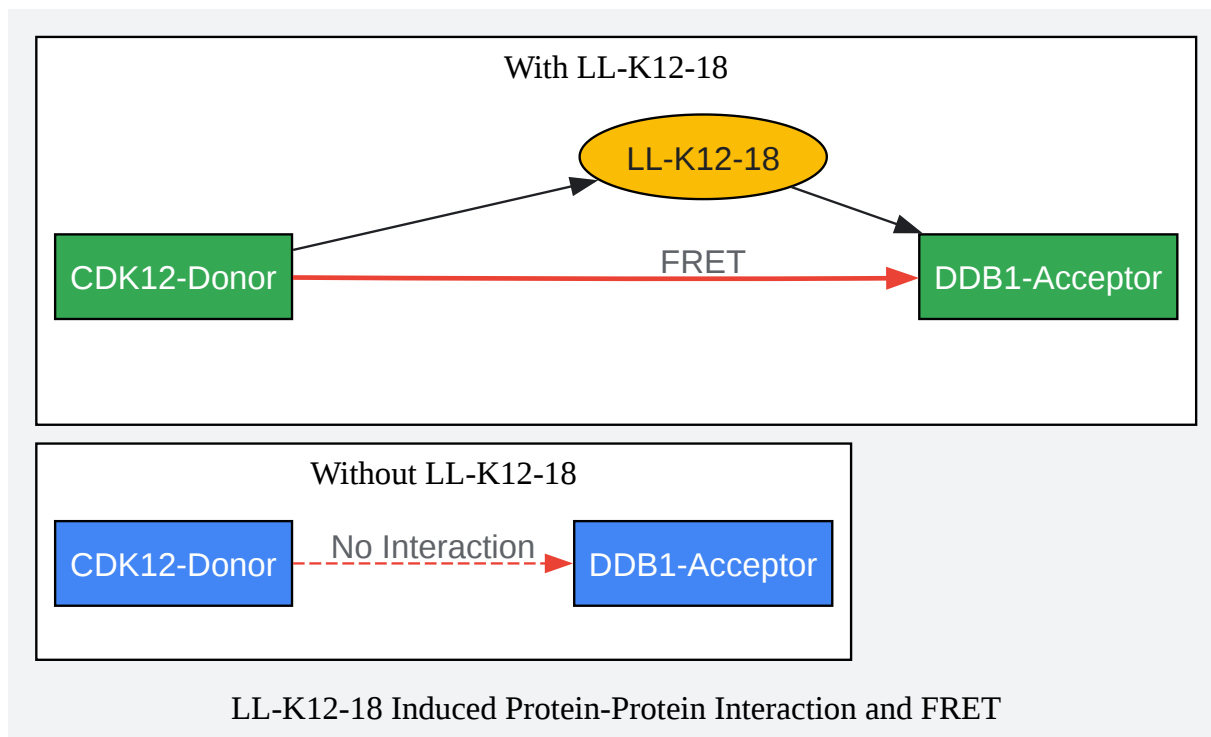 With LL-K12-18
LL-K12-18
CDK12-Donor
FRET
DDB1-Acceptor
Without LL-K12-18
CDK12-Donor
No Interaction
DDB1-Acceptor
LL-K12-18 Induced Protein-Protein Interaction and FRET